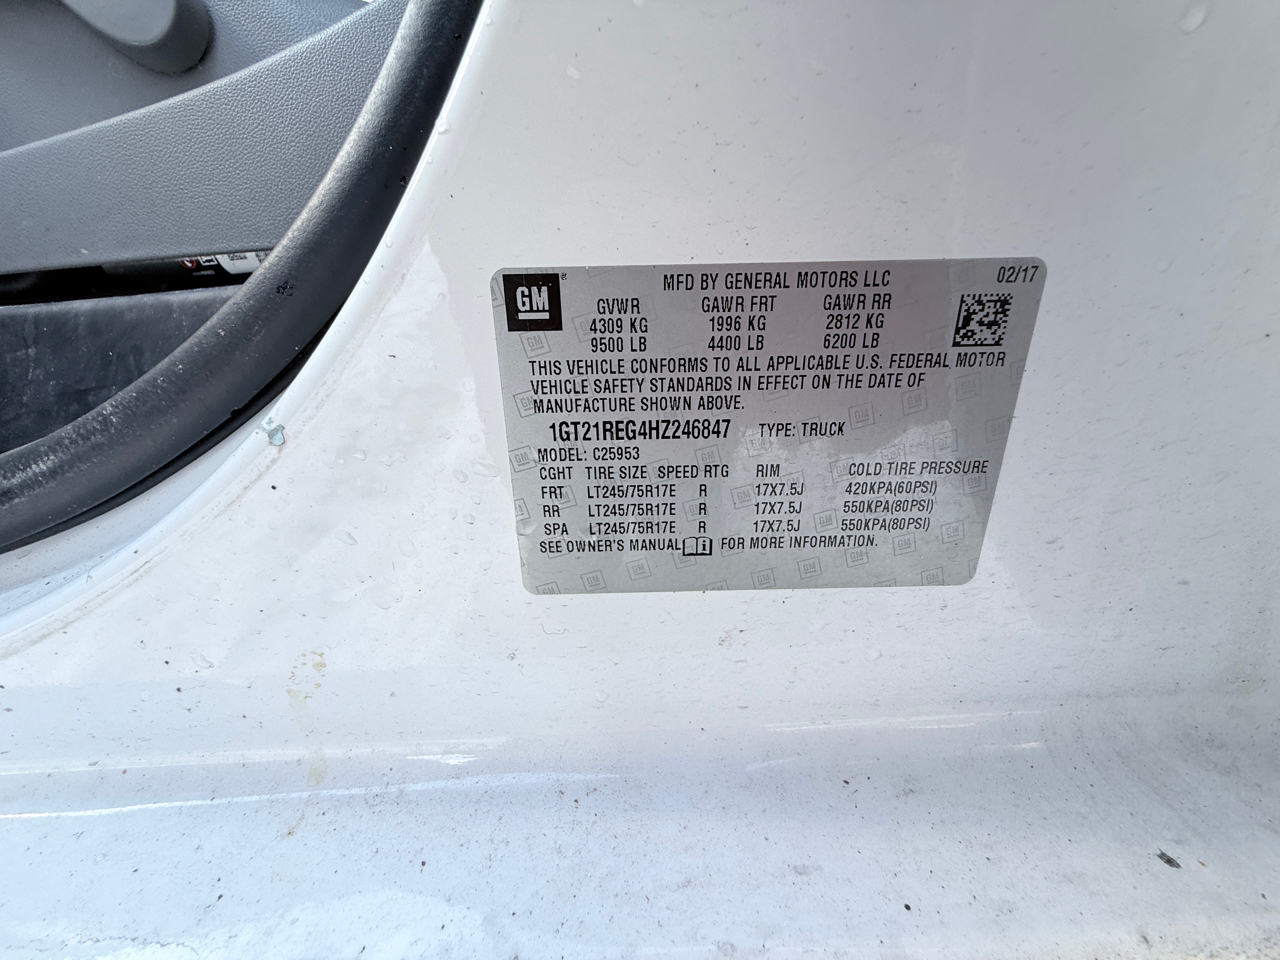 GM
MFD BY GENERAL MOTORS LLC 02/17
GVWR GAWR FRT GAWR RR
4309 KG 1996 KG 2812 KG
9500 LB 4400 LB 6200 LB
THIS VEHICLE CONFORMS TO ALL APPLICABLE U.S. FEDERAL MOTOR
VEHICLE SAFETY STANDARDS IN EFFECT ON THE DATE OF
MANUFACTURE SHOWN ABOVE.
1GT21REG4HZ246847 TYPE: TRUCK
MODEL: C25953
CGHT TIRE SIZE SPEED RTG RIM COLD TIRE PRESSURE
FRT LT245/75R17E R 17X7.5J 420KPA(60PSI)
RR LT245/75R17E R 17X7.5J 550KPA(80PSI)
SPA LT245/75R17E R 17X7.5J 550KPA(80PSI)
SEE OWNER'S MANUAL FOR MORE INFORMATION.